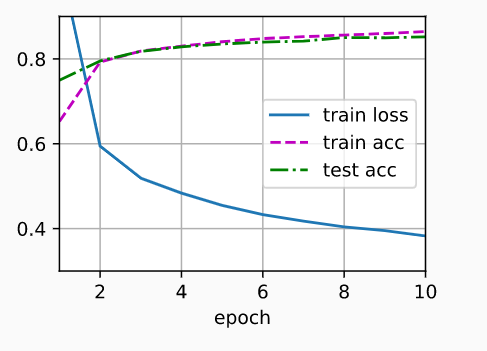 0.8
0.6
0.4
train loss
train acc
test acc
2 4 6 8 10
epoch